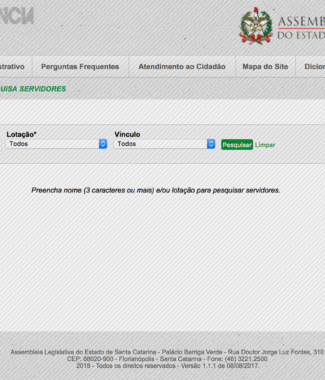 NCIA
ASSEMB
DO ESTAD
strativo Perguntas Frequentes Atendimento ao Cidadão Mapa do Site Dicion
UISA SERVIDORES
Lotação* Vínculo
Todos Todos Pesquisar Limpar
Preencha nome (3 caracteres ou mais) e/ou lotação para pesquisar servidores.
Assembleia Legislativa do Estado de Santa Catarina - Palácio Barriga Verde - Rua Doutor Jorge Luz Fontes, 310
CEP: 88020-900 - Florianópolis - Santa Catarina - Fone: (48) 3221.2500
2018 - Todos os direitos reservados - Versão 1.1.1 de 08/08/2017.